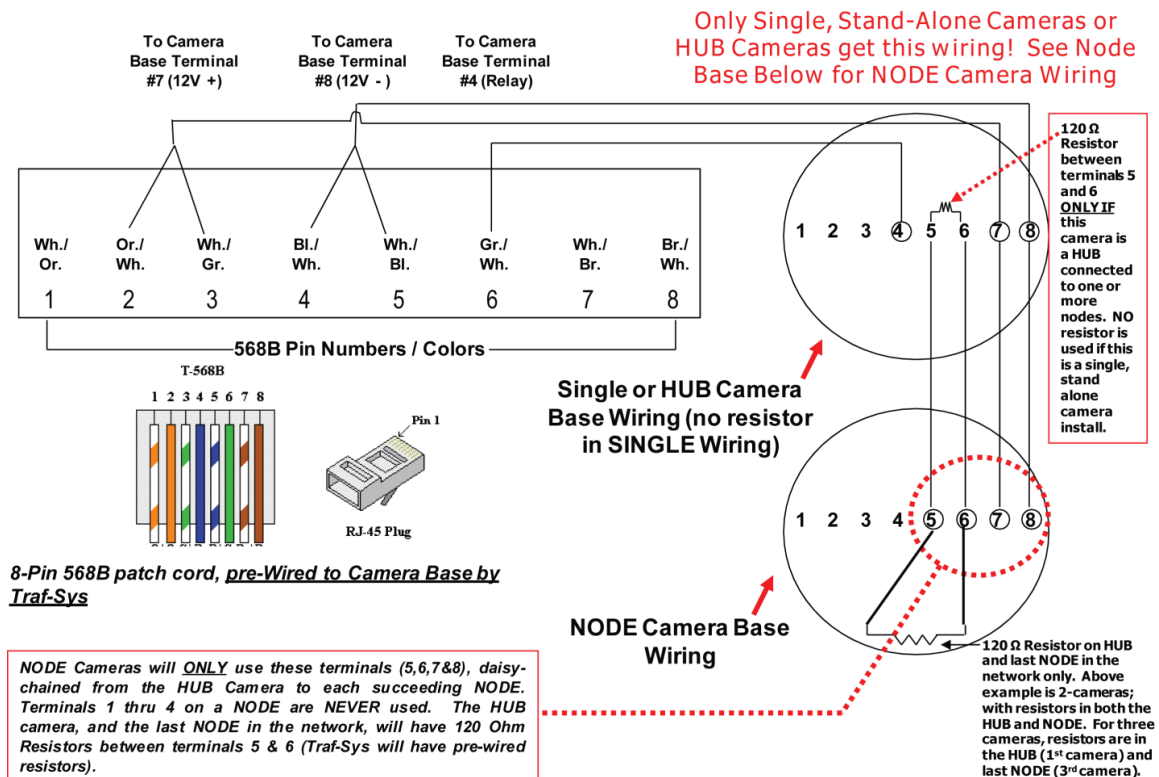 Only Single, Stand-Alone Cameras or
HUB Cameras get this wiring! See Node
Base Below for NODE Camera Wiring
To Camera
Base Terminal
#7 (12V +)
To Camera
Base Terminal
#8 (12V - )
To Camera
Base Terminal
#4 (Relay)
120 Ω
Resistor
between
terminals 5
and 6
ONLY IF
this
camera is
a HUB
connected
to one or
more
nodes. NO
resistor is
used if this
is a single,
stand
alone
camera
install.
1 2 3 4 5 6 7 8
Wh./ Or./ Wh./ Bl./ Wh./ Gr./ Wh./ Br./
Or. Wh. Gr. Wh. Bl. Wh. Br. Wh.
1 2 3 4 5 6 7 8
568B Pin Numbers / Colors
T-568B
1 2 3 4 5 6 7 8
Pin 1
RJ-45 Plug
Single or HUB Camera
Base Wiring (no resistor
in SINGLE Wiring)
1 2 3 4 5 6 7 8
8-Pin 568B patch cord, pre-Wired to Camera Base by
Traf-Sys
NODE Camera Base
Wiring
120 Ω Resistor on HUB
and last NODE in the
network only. Above
example is 2-cameras;
with resistors in both the
HUB and NODE. For three
cameras, resistors are in
the HUB (1st camera) and
last NODE (3rd camera).
NODE Cameras will ONLY use these terminals (5,6,7&8), daisy-
chained from the HUB Camera to each succeeding NODE.
Terminals 1 thru 4 on a NODE are NEVER used. The HUB
camera, and the last NODE in the network, will have 120 Ohm
Resistors between terminals 5 & 6 (Traf-Sys will have pre-wired
resistors).